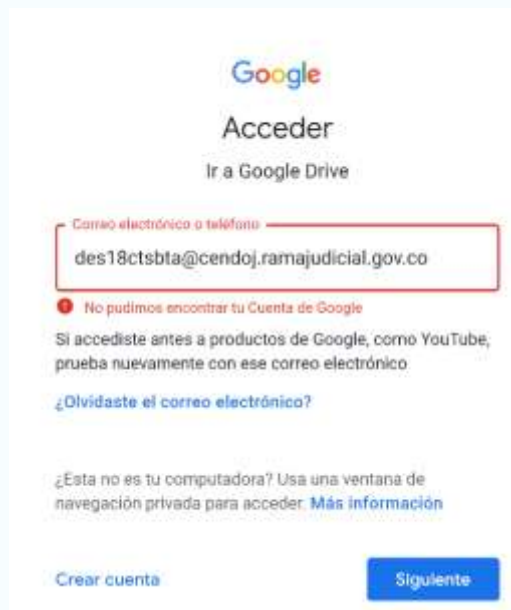 Google
Acceder
Ir a Google Drive
Correo electrónico o teléfono
des18ctsbta@cendoj.ramajudicial.gov.co
No pudimos encontrar tu Cuenta de Google
Si accediste antes a productos de Google, como YouTube,
prueba nuevamente con ese correo electrónico
¿Olvidaste el correo electrónico?
¿Esta no es tu computadora? Usa una ventana de
navegación privada para acceder. Más información
Crear cuenta
Siguiente